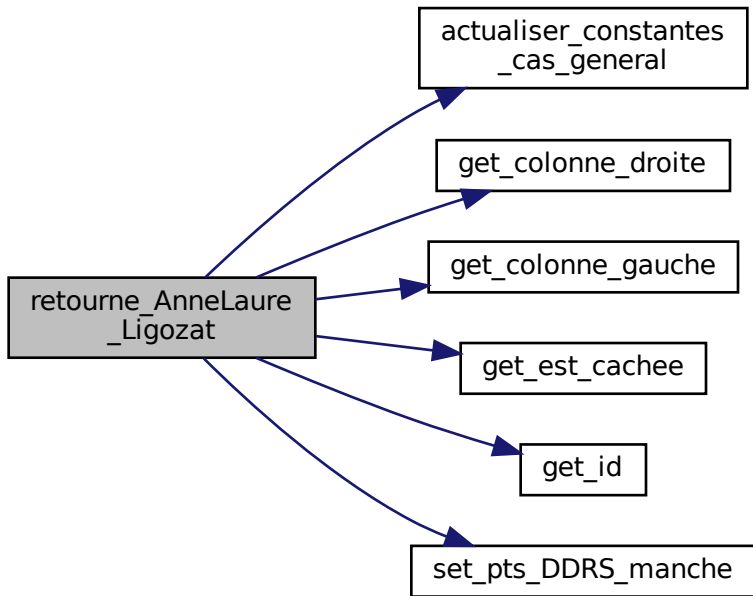 actualiser_constantes
_cas_general
get_colonne_droite
get_colonne_gauche
retourne_AnneLaure
_Ligozat
get_est_cachee
get_id
set_pts_DDRS_manche